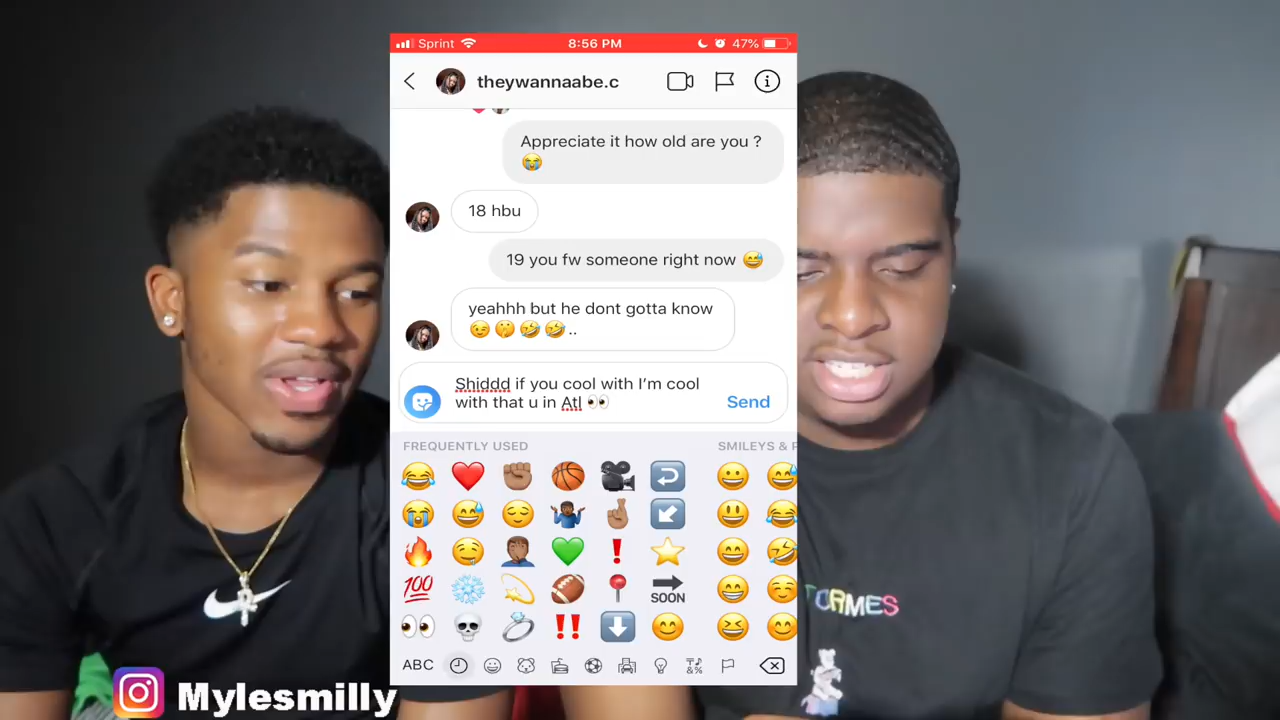 Sprint
8:56 PM
47%
theywannaabe.c
Appreciate it how old are you ?
😭
18 hbu
19 you fw someone right now 😅
yeahhh but he dont gotta know
😉🤫🤣🤣..
Shiddd if you cool with I'm cool
with that u in Atl 👀
Send
FREQUENTLY USED
SMILEYS & P
💯
SOON
ABC
Mylesmilly
TORMES